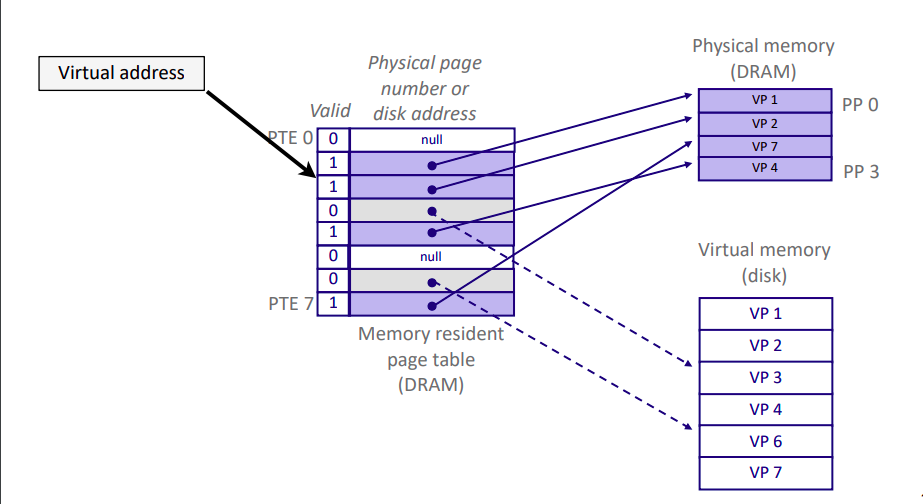 Virtual address
Physical page
number or
disk address
Valid
PTE 0
0
null
1
1
0
1
0
null
0
PTE 7
1
Memory resident
page table
(DRAM)
Physical memory
(DRAM)
VP 1
PP 0
VP 2
VP 7
VP 4
PP 3
Virtual memory
(disk)
VP 1
VP 2
VP 3
VP 4
VP 6
VP 7